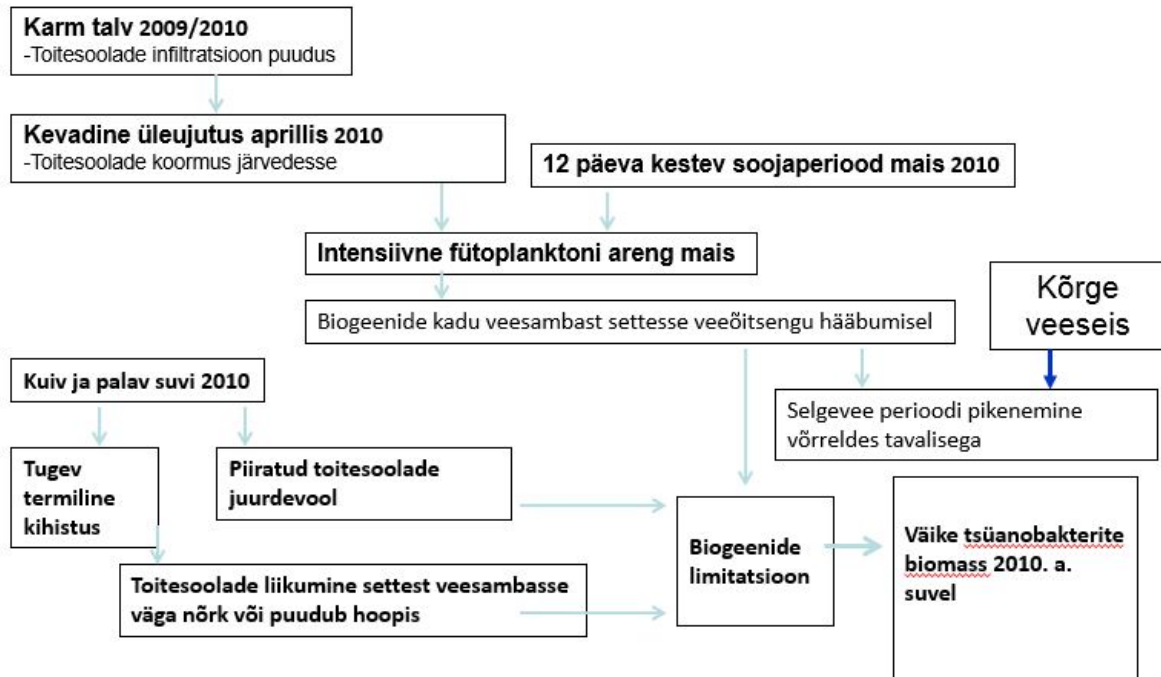 Karm talv 2009/2010
-Toitesoolade infiltratsioon puudus
Kevadine üleujutus aprillis 2010
-Toitesoolade koormus järvedesse
12 päeva kestev soojaperiood mais 2010
Intensiivne fütoplanktoni areng mais
Biogeenide kadu veesambast settesse veeõitsengu hääbumisel
Kõrge
veeseis
Kuiv ja palav suvi 2010
Selgevee perioodi pikenemine
võrreldes tavalisega
Tugev
termiline
kihistus
Piiratud toitesoolade
juurdevool
Toitesoolade liikumine settest veesambasse
väga nõrk või puudub hoopis
Biogeenide
limitatsioon
Väike tsüanobakterite
biomass 2010. a.
suvel